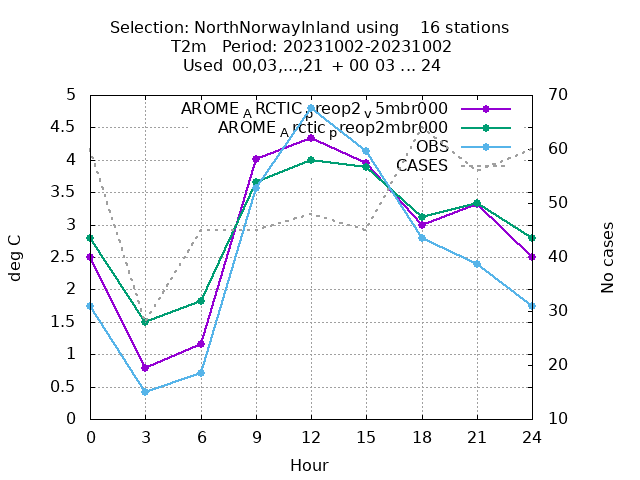 Selection: NorthNorwayInland using 16 stations
T2m Period: 20231002-20231002
Used 00,03,...,21 + 00 03 ... 24
AROME_ARCTIC_preop2_v5mbr000
AROME_Arctic_preop2mbr000
OBS
CASES
deg C
5
4.5
4
3.5
3
2.5
2
1.5
1
0.5
0
No cases
70
60
50
40
30
20
10
0 3 6 9 12 15 18 21 24
Hour